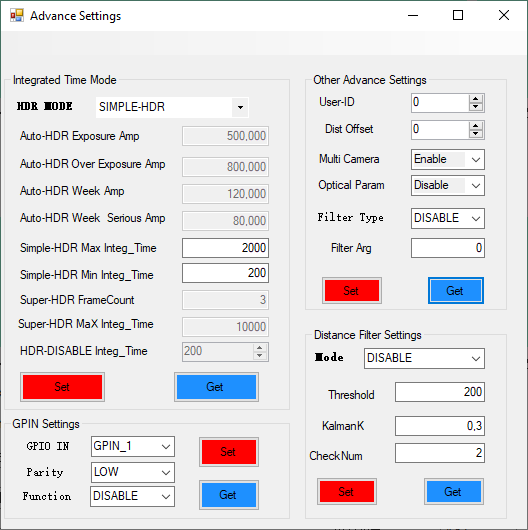 Advance Settings
Integrated Time Mode
HDR MODE SIMPLE-HDR
Auto-HDR Exposure Amp 500,000
Auto-HDR Over Exposure Amp 800,000
Auto-HDR Week Amp 120,000
Auto-HDR Week Serious Amp 80,000
Simple-HDR Max Integ_Time 2000
Simple-HDR Min Integ_Time 200
Super-HDR FrameCount 3
Super-HDR MaX Integ_Time 10000
HDR-DISABLE Integ_Time 200
Set Get
GPIN Settings
GPIO IN GPIN_1
Parity LOW
Function DISABLE
Set
Get
Other Advance Settings
User-ID 0
Dist Offset 0
Multi Camera Enable
Optical Param Disable
Filter Type DISABLE
Filter Arg 0
Set Get
Distance Filter Settings
Mode DISABLE
Threshold 200
KalmanK 0,3
CheckNum 2
Set Get